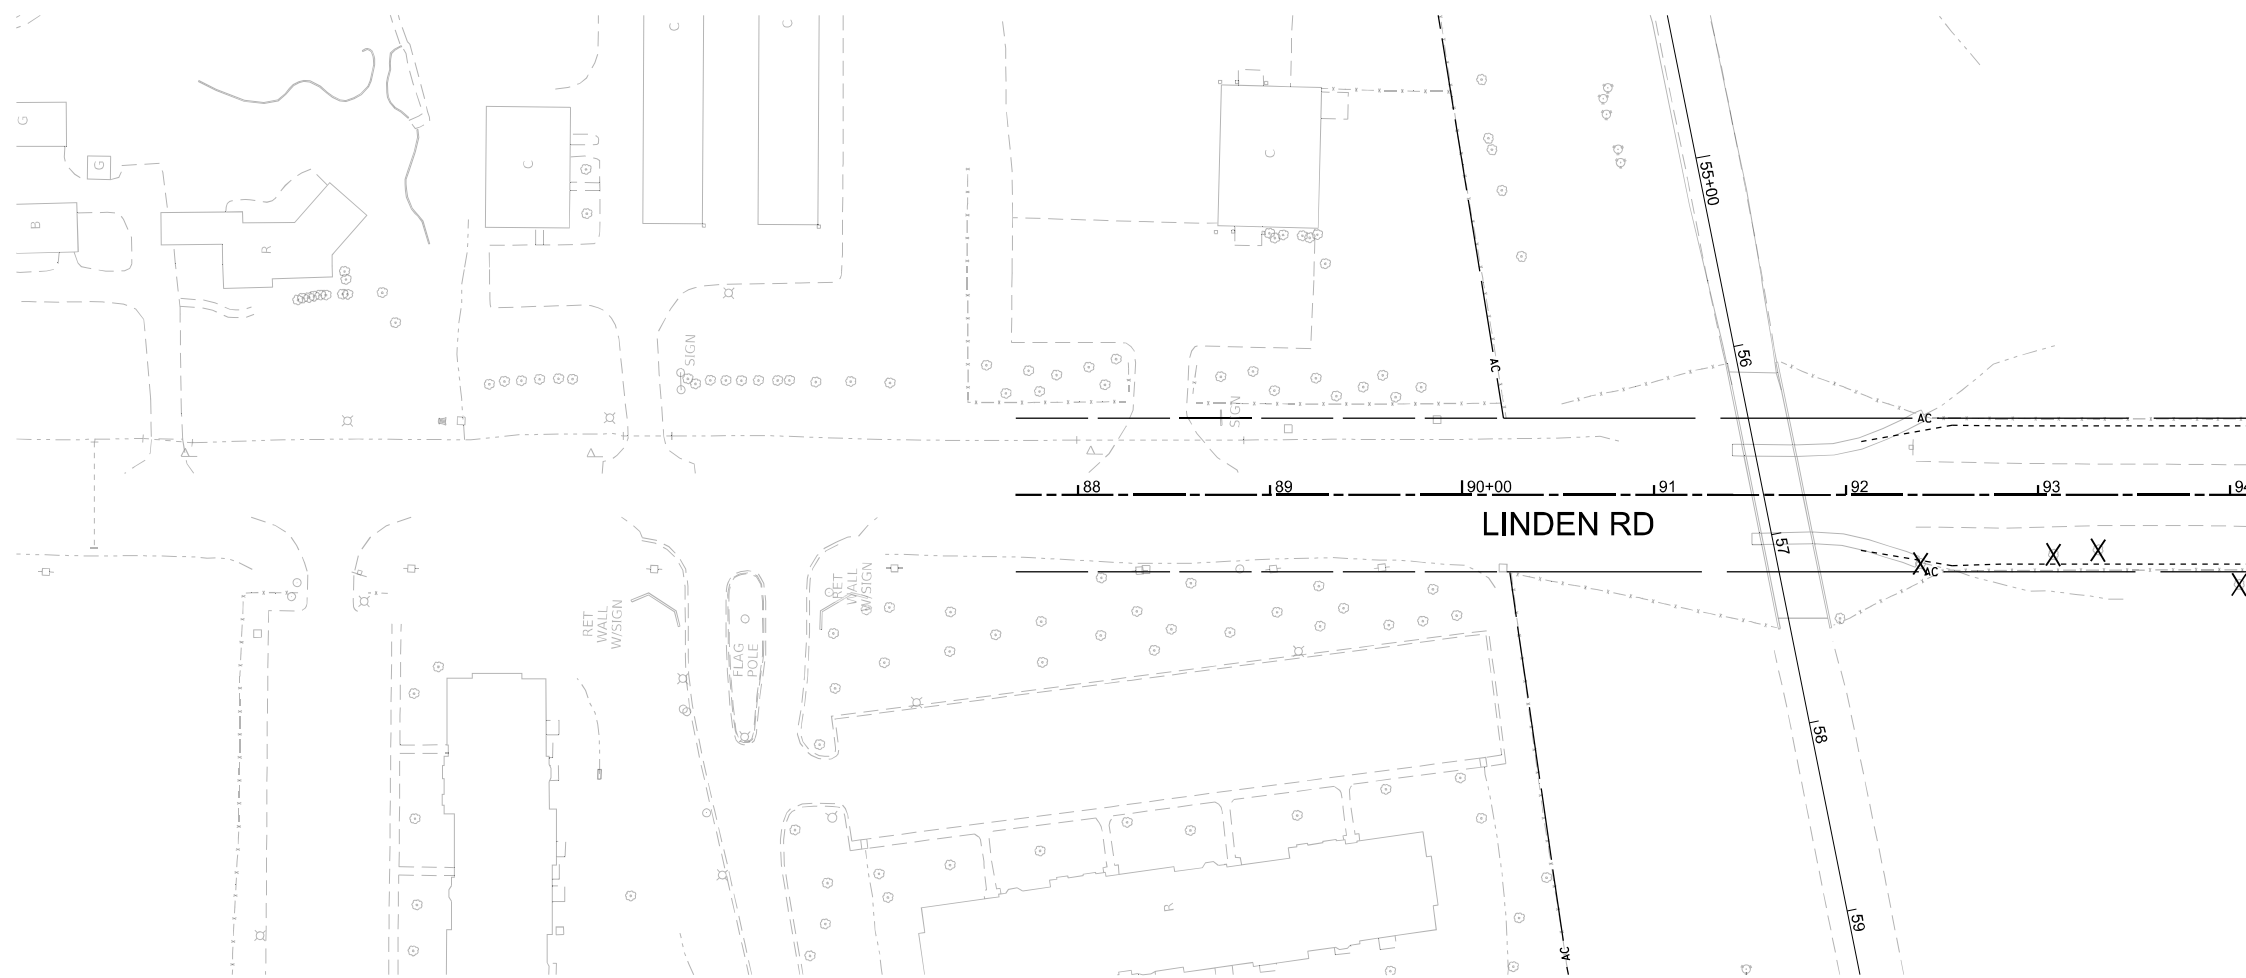 C
C
G
G
C
C
B
R
55+00
SIGN
56
AC
SIGN
AC
88
89
90+00
91
92
93
94
LINDEN RD
57
AC
RET
WALL
W/SIGN
RET
WALL
W/SIGN
FLAG
POLE
58
R
59
AC